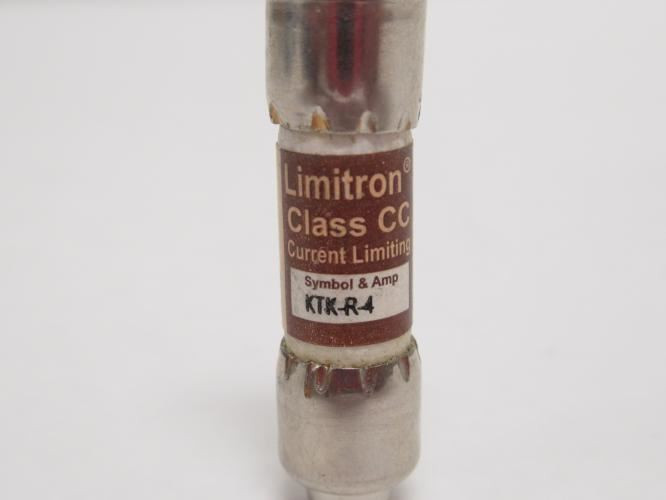 Limitron®
Class CC
Current Limiting
Symbol & Amp
KTK-R-4